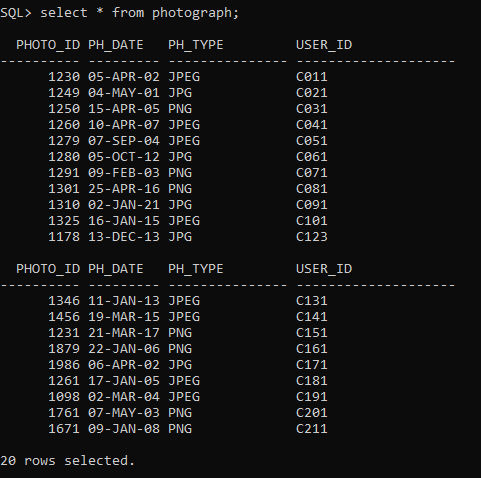 SQL> select * from photograph;
PHOTO_ID PH_DATE PH_TYPE USER_ID
---------- --------- --------------- --------------------
1230 05-APR-02 JPEG C011
1249 04-MAY-01 JPG C021
1250 15-APR-05 PNG C031
1260 10-APR-07 JPEG C041
1279 07-SEP-04 JPEG C051
1280 05-OCT-12 JPG C061
1291 09-FEB-03 PNG C071
1301 25-APR-16 PNG C081
1310 02-JAN-21 JPG C091
1325 16-JAN-15 JPEG C101
1178 13-DEC-13 JPG C123
PHOTO_ID PH_DATE PH_TYPE USER_ID
---------- --------- --------------- --------------------
1346 11-JAN-13 JPEG C131
1456 19-MAR-15 JPEG C141
1231 21-MAR-17 PNG C151
1879 22-JAN-06 PNG C161
1986 06-APR-02 JPG C171
1261 17-JAN-05 JPEG C181
1098 02-MAR-04 JPEG C191
1761 07-MAY-03 PNG C201
1671 09-JAN-08 PNG C211
20 rows selected.